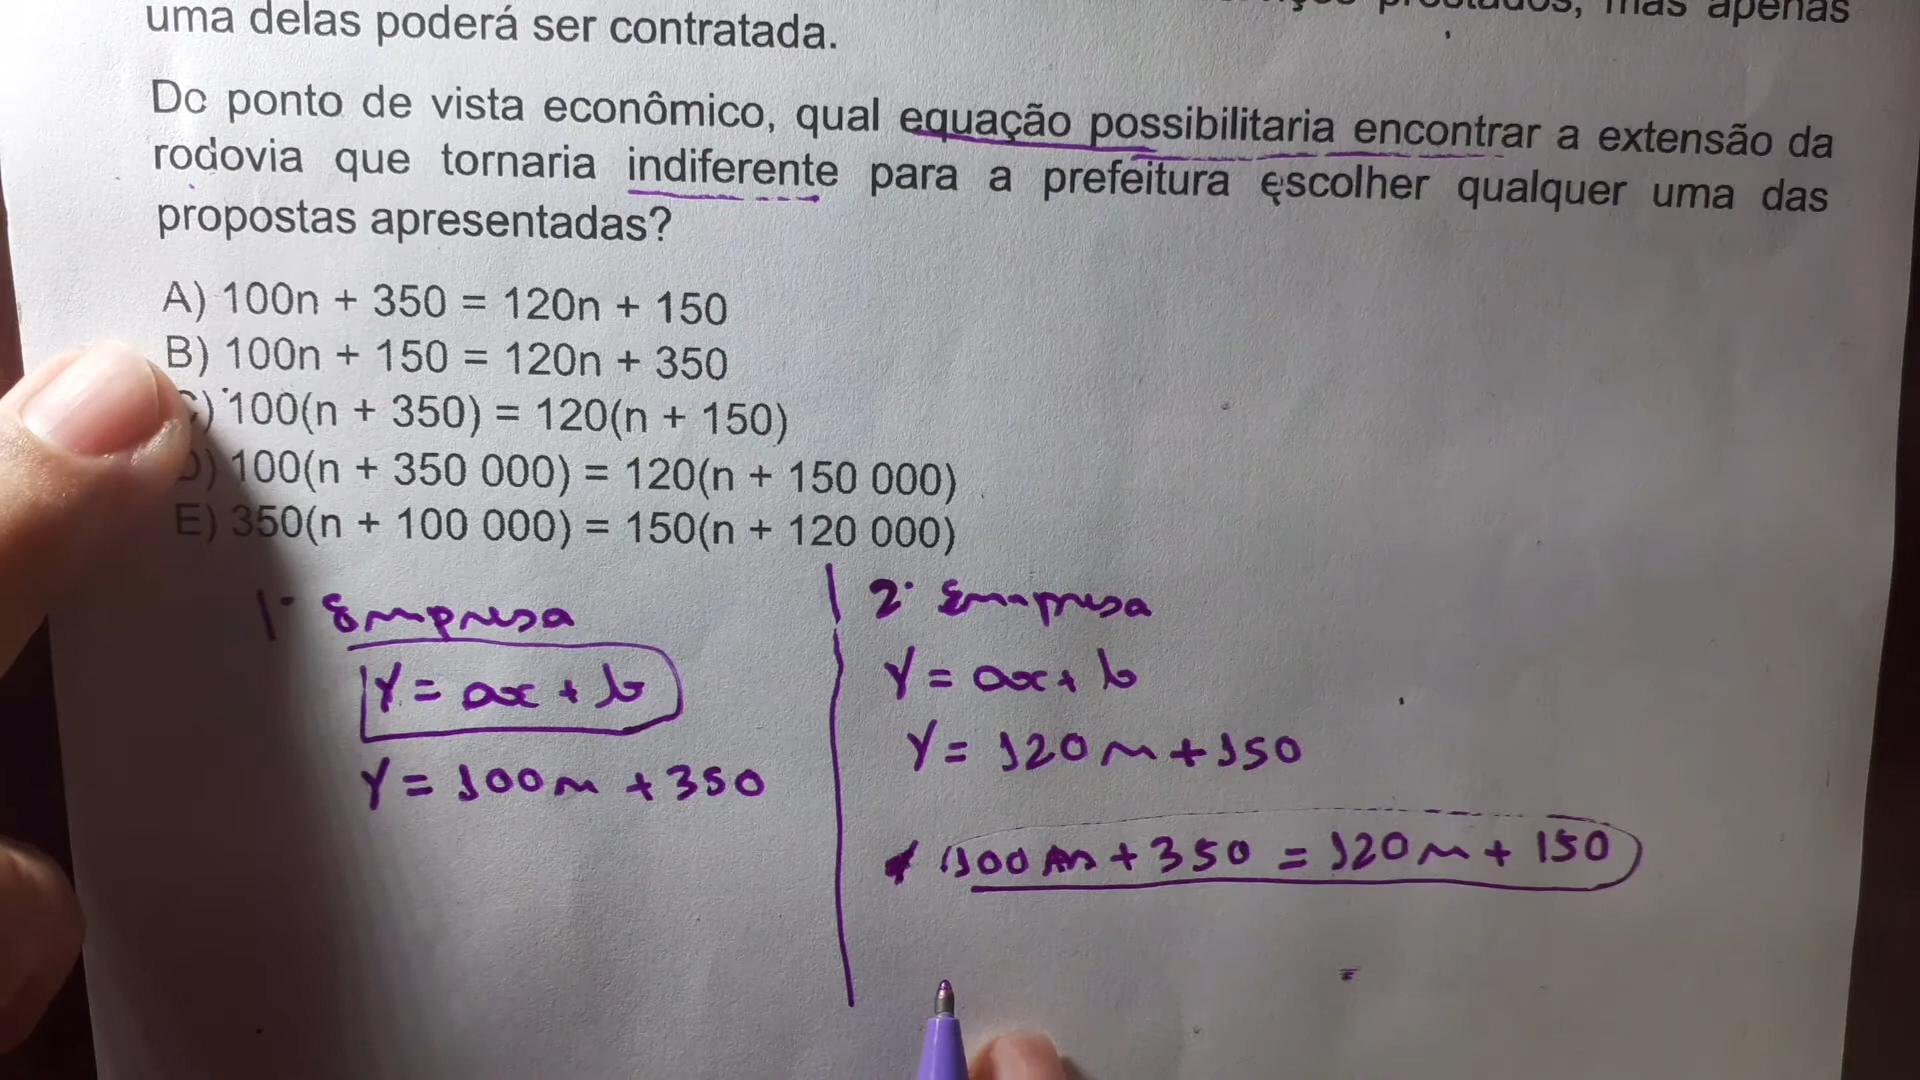 prestados, mas apenas
uma delas poderá ser contratada.
Do ponto de vista econômico, qual equação possibilitaria encontrar a extensão da
rodovia que tornaria indiferente para a prefeitura escolher qualquer uma das
propostas apresentadas?
A) 100n + 350 = 120n + 150
B) 100n + 150 = 120n + 350
C) 100(n + 350) = 120(n + 150)
D) 100(n + 350 000) = 120(n + 150 000)
E) 350(n + 100 000) = 150(n + 120 000)
1° Empresa
Y = ax + b
Y = 100n + 350
2° Empresa
Y = ax + b
Y = 120n + 150
100n + 350 = 120n + 150